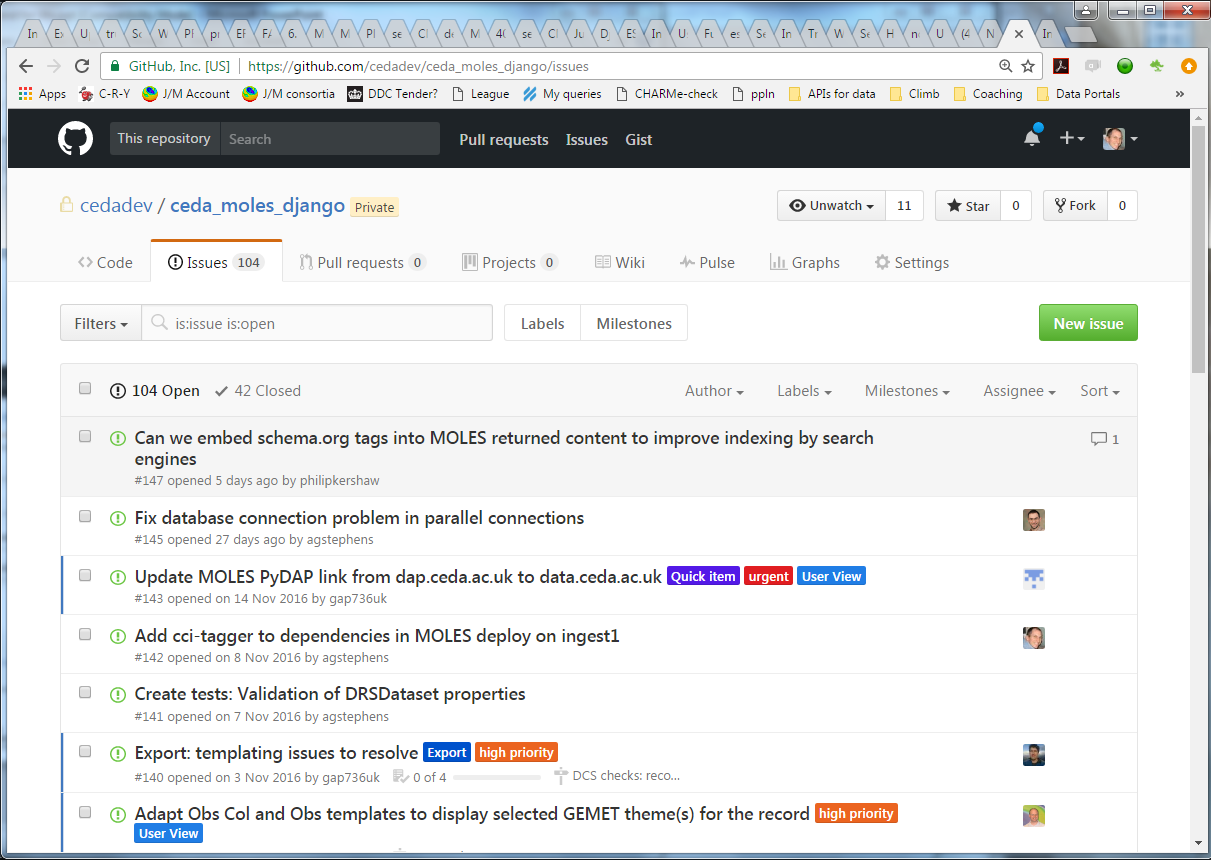 GitHub, Inc. [US] https://github.com/cedadev/ceda_moles_django/issues
Apps C-R-Y J/M Account J/M consortia DDC Tender? League My queries CHARMe-check ppln APIs for data Climb Coaching Data Portals »
This repository Search Pull requests Issues Gist
cedadev / ceda_moles_django Private Unwatch 11 Star 0 Fork 0
Code Issues 104 Pull requests 0 Projects 0 Wiki Pulse Graphs Settings
Filters is:issue is:open Labels Milestones New issue
104 Open 42 Closed Author Labels Milestones Assignee Sort
Can we embed schema.org tags into MOLES returned content to improve indexing by search 1
engines
#147 opened 5 days ago by philipkershaw
Fix database connection problem in parallel connections
#145 opened 27 days ago by agstephens
Update MOLES PyDAP link from dap.ceda.ac.uk to data.ceda.ac.uk Quick item urgent User View
#143 opened on 14 Nov 2016 by gap736uk
Add cci-tagger to dependencies in MOLES deploy on ingest1
#142 opened on 8 Nov 2016 by agstephens
Create tests: Validation of DRSDataset properties
#141 opened on 7 Nov 2016 by agstephens
Export: templating issues to resolve Export high priority
#140 opened on 3 Nov 2016 by gap736uk 0 of 4 DCS checks: reco...
Adapt Obs Col and Obs templates to display selected GEMET theme(s) for the record high priority
User View